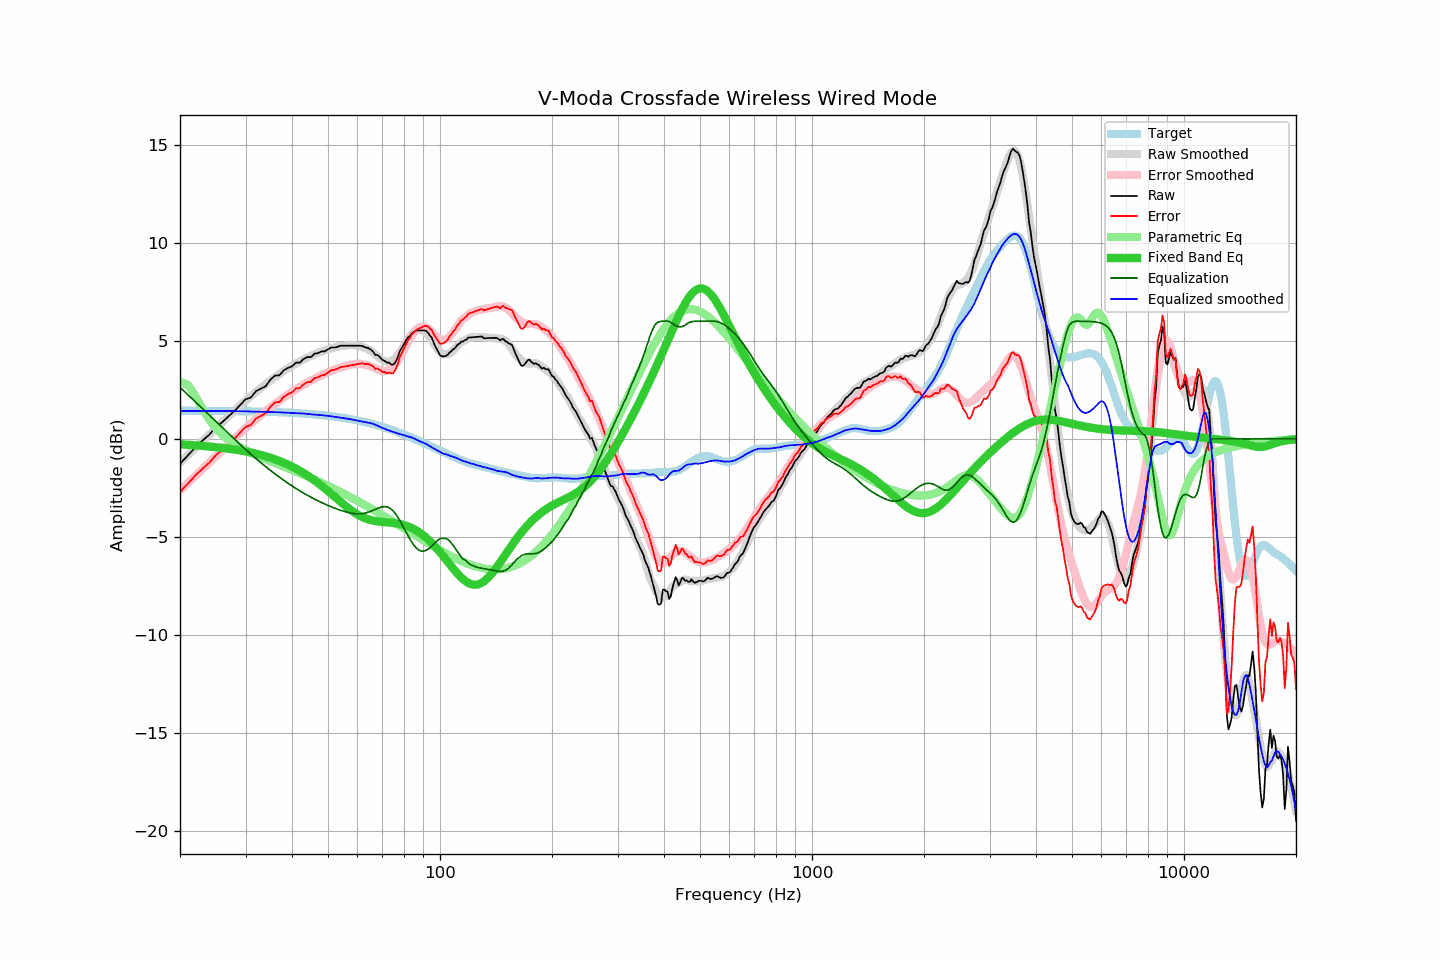 V-Moda Crossfade Wireless Wired Mode
Target
Raw Smoothed
Error Smoothed
Raw
Error
Parametric Eq
Fixed Band Eq
Equalization
Equalized smoothed
Amplitude (dBr)
15
10
5
0
−5
−10
−15
−20
100
1000
10000
Frequency (Hz)